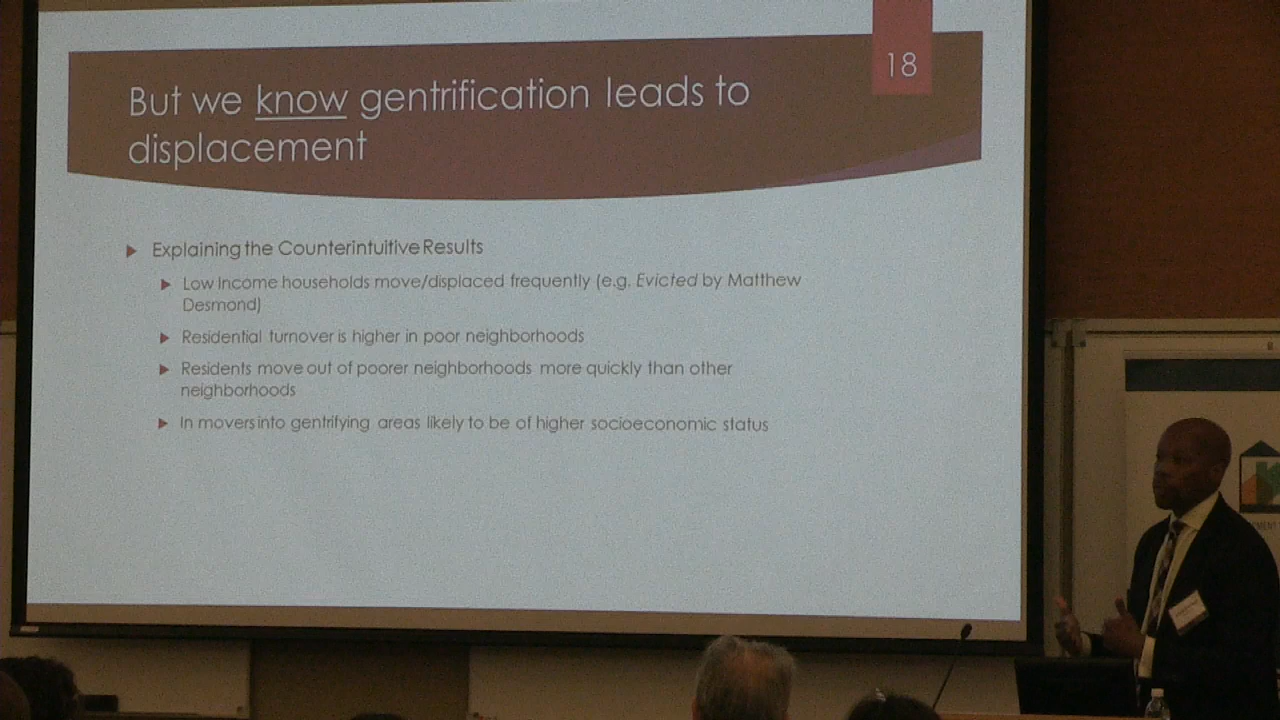 18
But we know gentrification leads to
displacement
Explaining the Counterintuitive Results
Low Income households move/displaced frequently (e.g. Evicted by Matthew
Desmond)
Residential turnover is higher in poor neighborhoods
Residents move out of poorer neighborhoods more quickly than other
neighborhoods
In movers into gentrifying areas likely to be of higher socioeconomic status